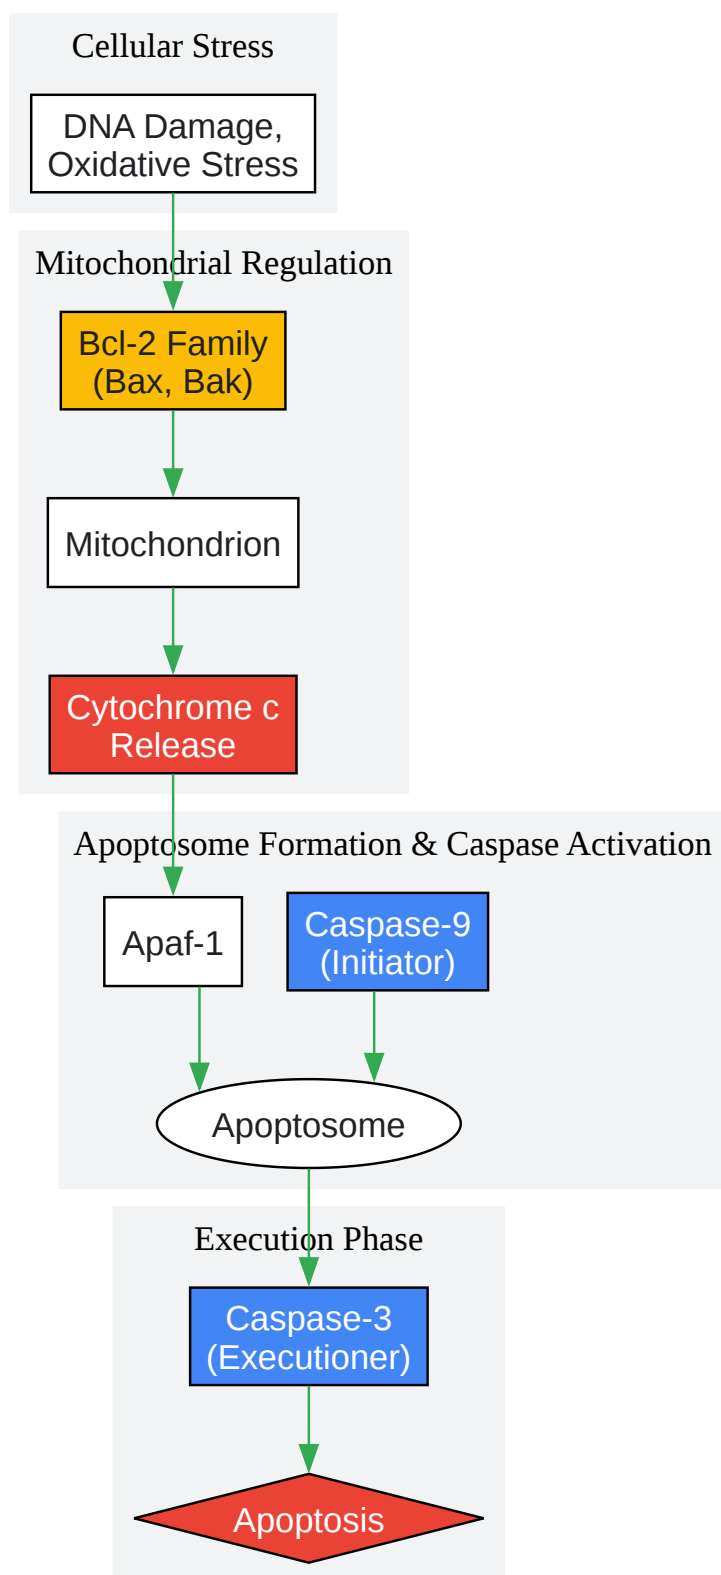 Cellular Stress
DNA Damage,
Oxidative Stress
Mitochondrial Regulation
Bcl-2 Family
(Bax, Bak)
Mitochondrion
Cytochrome c
Release
Apoptosome Formation & Caspase Activation
Apaf-1
Caspase-9
(Initiator)
Apoptosome
Execution Phase
Caspase-3
(Executioner)
Apoptosis